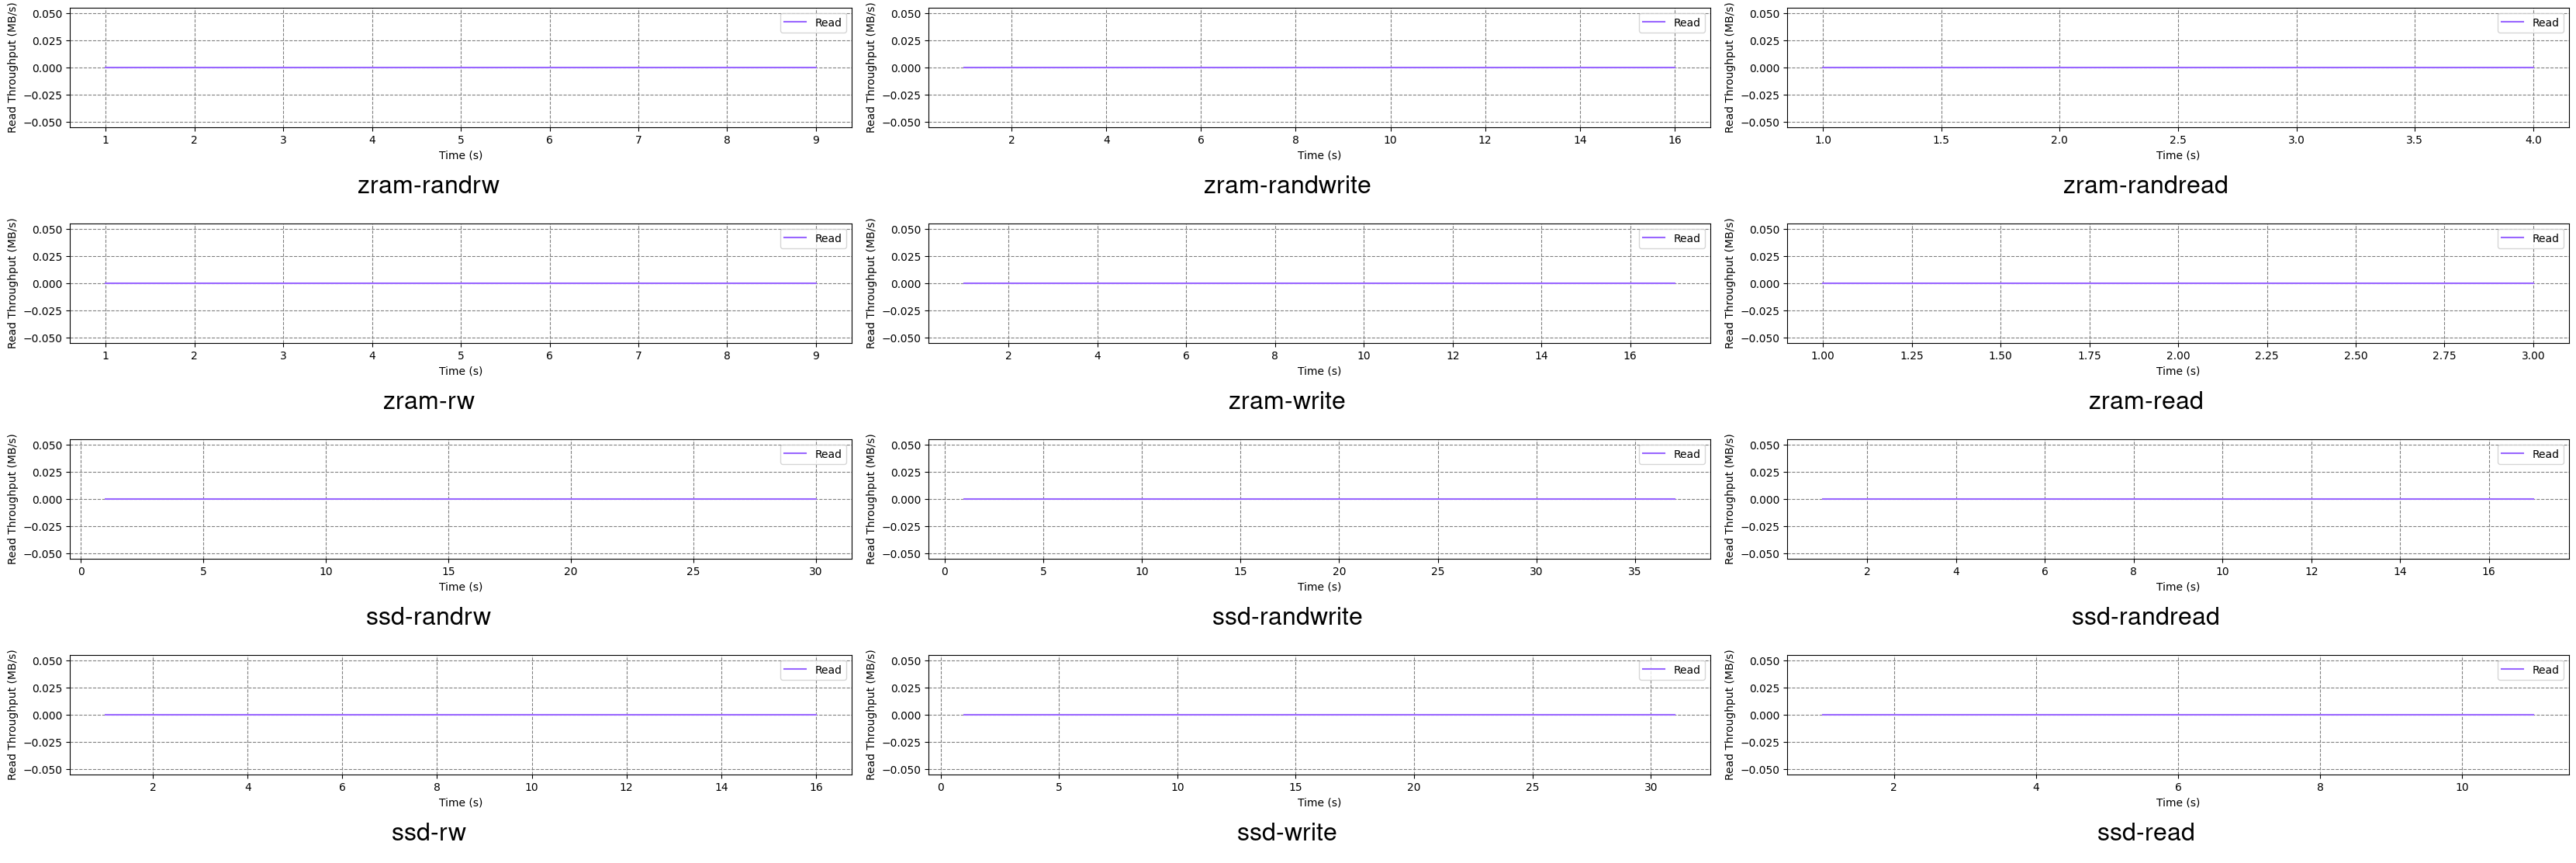 Read Throughput (MB/s)
0.050
0.025
0.000
−0.025
−0.050
Read
1 2 3 4 5 6 7 8 9
Time (s)
zram-randrw
Read Throughput (MB/s)
0.050
0.025
0.000
−0.025
−0.050
Read
2 4 6 8 10 12 14 16
Time (s)
zram-randwrite
Read Throughput (MB/s)
0.050
0.025
0.000
−0.025
−0.050
Read
1.0 1.5 2.0 2.5 3.0 3.5 4.0
Time (s)
zram-randread
Read Throughput (MB/s)
0.050
0.025
0.000
−0.025
−0.050
Read
1 2 3 4 5 6 7 8 9
Time (s)
zram-rw
Read Throughput (MB/s)
0.050
0.025
0.000
−0.025
−0.050
Read
2 4 6 8 10 12 14 16
Time (s)
zram-write
Read Throughput (MB/s)
0.050
0.025
0.000
−0.025
−0.050
Read
1.00 1.25 1.50 1.75 2.00 2.25 2.50 2.75 3.00
Time (s)
zram-read
Read Throughput (MB/s)
0.050
0.025
0.000
−0.025
−0.050
Read
0 5 10 15 20 25 30
Time (s)
ssd-randrw
Read Throughput (MB/s)
0.050
0.025
0.000
−0.025
−0.050
Read
0 5 10 15 20 25 30 35
Time (s)
ssd-randwrite
Read Throughput (MB/s)
0.050
0.025
0.000
−0.025
−0.050
Read
2 4 6 8 10 12 14 16
Time (s)
ssd-randread
Read Throughput (MB/s)
0.050
0.025
0.000
−0.025
−0.050
Read
2 4 6 8 10 12 14 16
Time (s)
ssd-rw
Read Throughput (MB/s)
0.050
0.025
0.000
−0.025
−0.050
Read
0 5 10 15 20 25 30
Time (s)
ssd-write
Read Throughput (MB/s)
0.050
0.025
0.000
−0.025
−0.050
Read
2 4 6 8 10
Time (s)
ssd-read